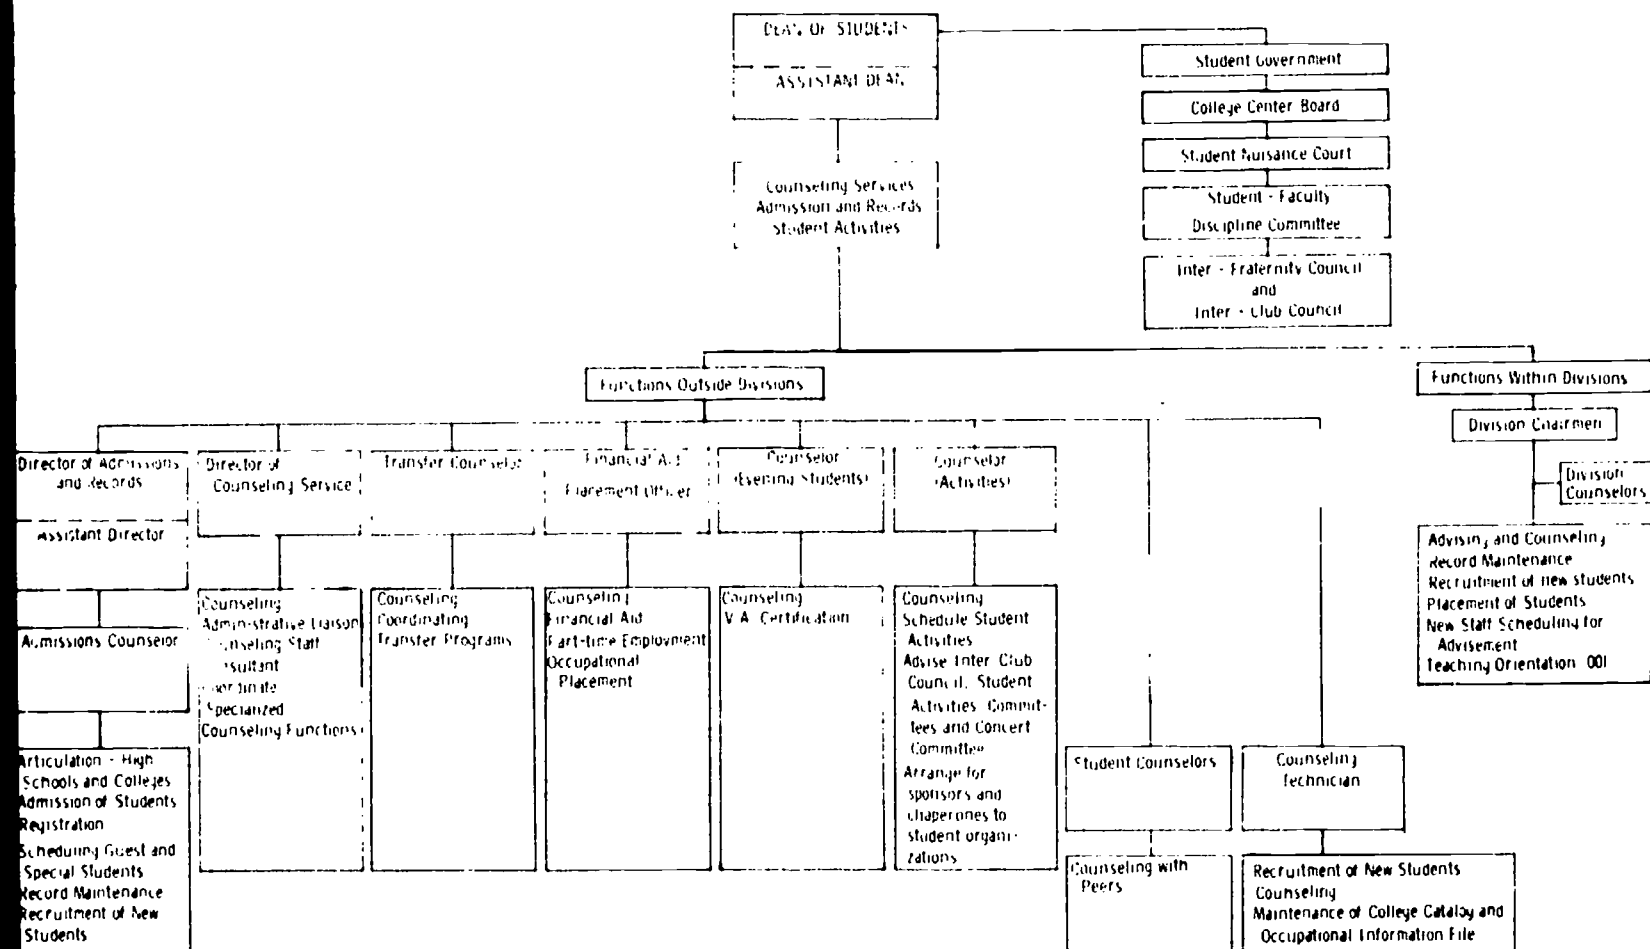 DEAN OF STUDENTS
ASSISTANT DEAN
Counseling Services
Admission and Records
Student Activities
Student Government
College Center Board
Student Nuisance Court
Student - Faculty
Discipline Committee
Inter - Fraternity Council
and
Inter - Club Council
Functions Outside Divisions
Functions Within Divisions
Division Chairmen
Division
Counselors
Advising and Counseling
Record Maintenance
Recruitment of new students
Placement of Students
New Staff Scheduling for
Advisement
Teaching Orientation 001
Director of Admissions
and Records
Assistant Director
Admissions Counselor
Articulation - High
Schools and Colleges
Admission of Students
Registration
Scheduling Guest and
Special Students
Record Maintenance
Recruitment of New
Students
Director of
Counseling Service
Counseling
Administrative Liaison
Counseling Staff
Coordinate
Specialized
Counseling Functions
Transfer Counselor
Counseling
Coordinating
Transfer Programs
Financial Aid
Placement Officer
Counseling
Financial Aid
Part-time Employment
Occupational
Placement
Counselor
(Evening Students)
Counseling
V.A. Certification
Counselor
(Activities)
Counseling
Schedule Student
Activities
Advise Inter Club
Council, Student
Activities Commit-
tees and Concert
Committee
Arrange for
sponsors and
chaperones to
student organi-
zations
Student Counselors
Counseling with
Peers
Counseling
Technician
Recruitment of New Students
Counseling
Maintenance of College Catalog and
Occupational Information File